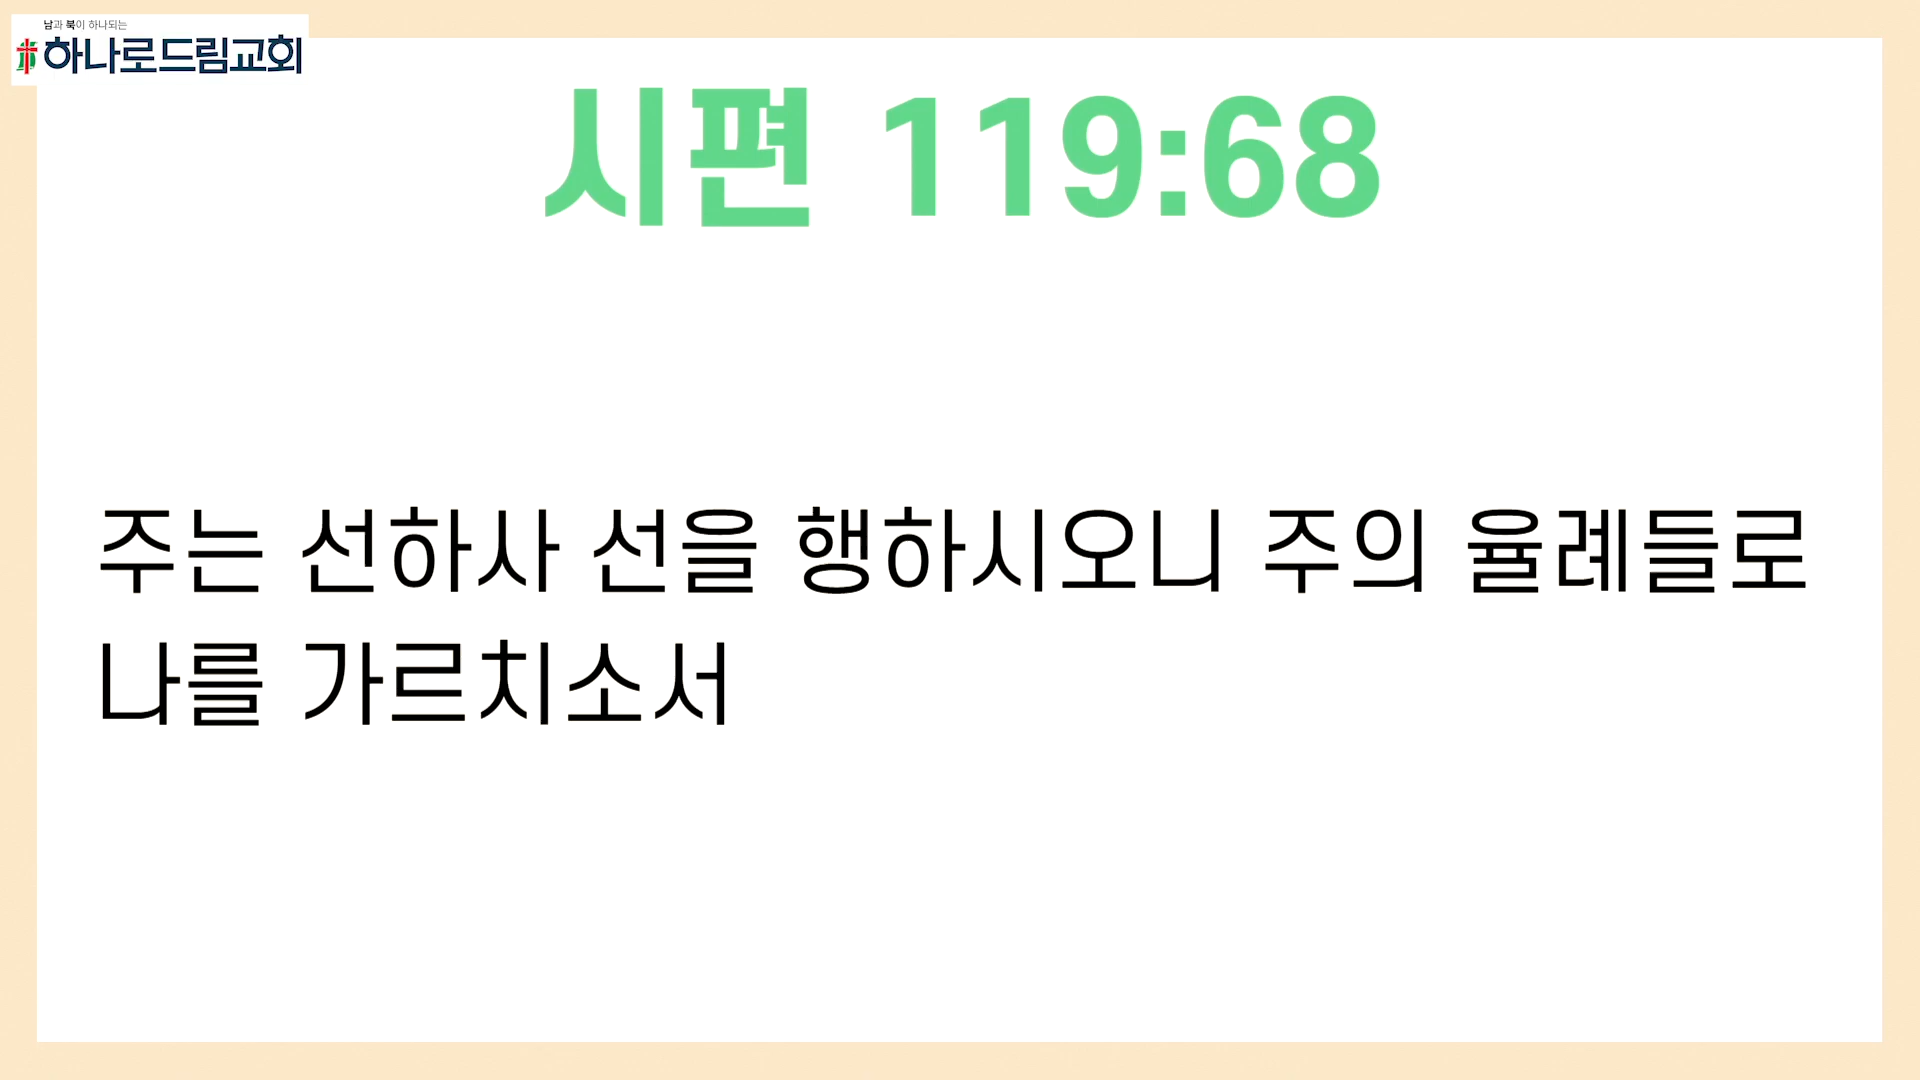 남과 북이 하나되는
하나로드림교회
시편 119:68
주는 선하사 선을 행하시오니 주의 율례들로
나를 가르치소서